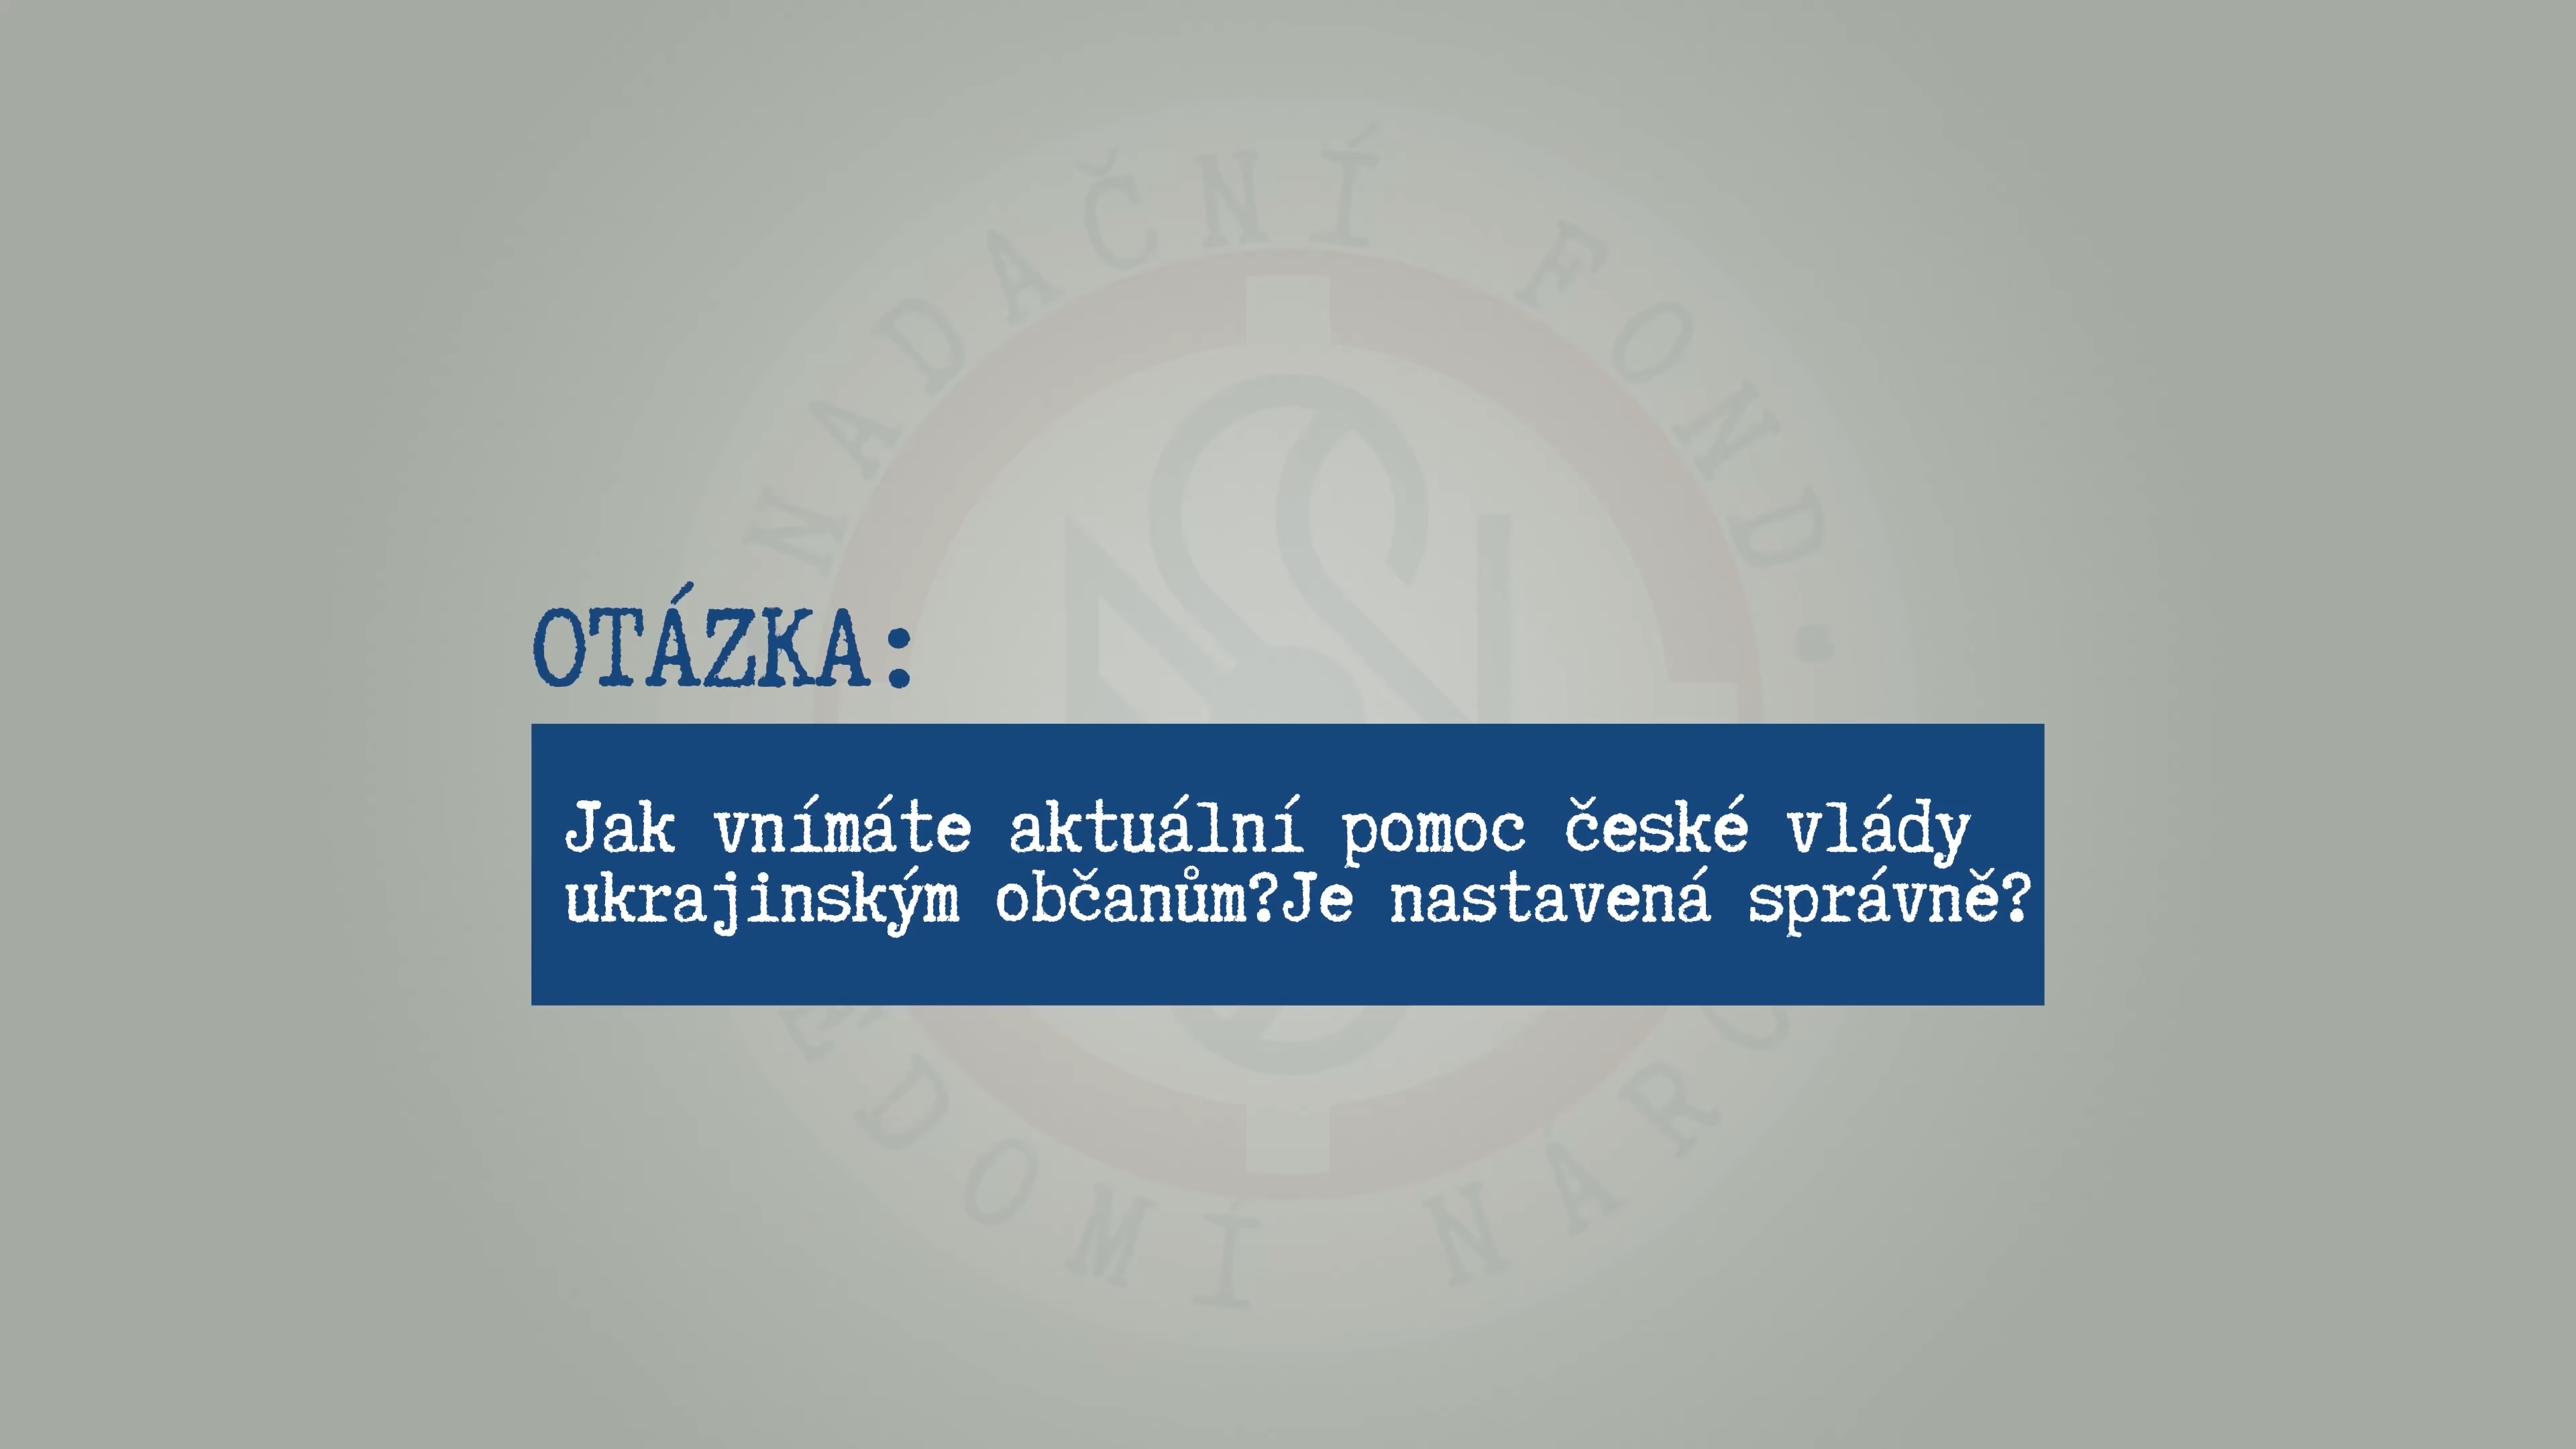 NADAČNÍ FOND
OTÁZKA:
Jak vnímáte aktuální pomoc české vlády
ukrajinským občanům?Je nastavená správně?